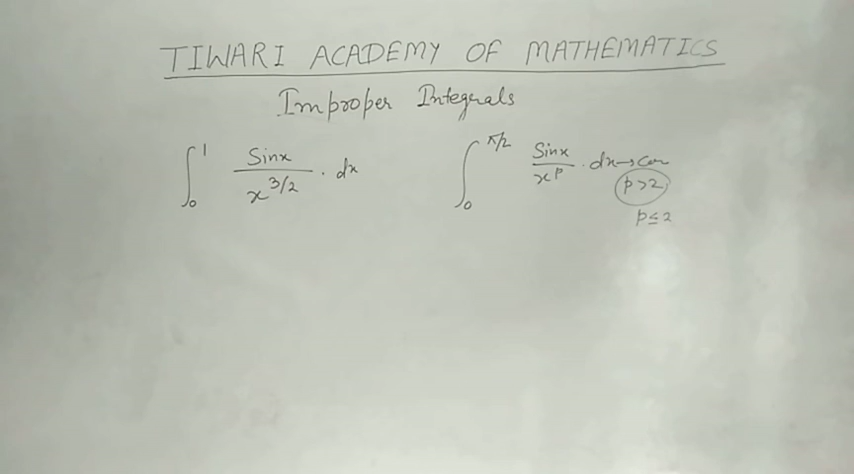 TIWARI ACADEMY OF MATHEMATICS
Improper Integrals
∫₀¹ Sinx / x^3/2 · dx
∫₀^π/2 Sinx / x^p · dx → Con
p>2
p≤2